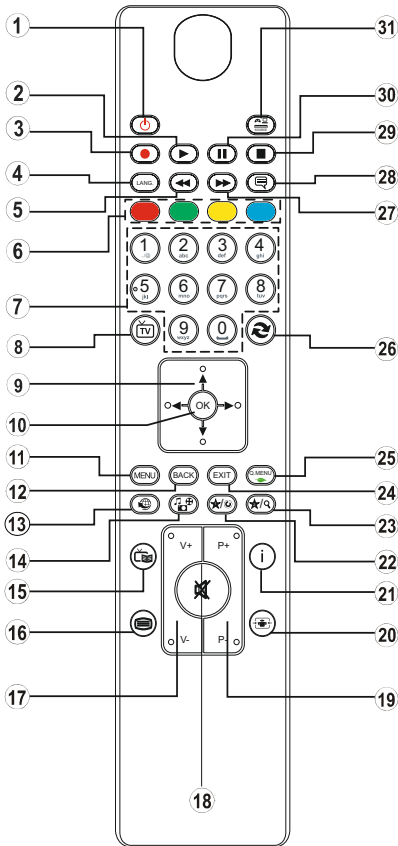 1
31
2
30
3
29
4
LANG.
28
5
27
6
1
.-/@
2
abc
3
def
4
ghi
7
5
jkl
6
mno
7
pqrs
8
tuv
8
TV
9
wxyz
0
26
9
10
OK
11
MENU
BACK
EXIT
Q.MENU
25
12
24
13
23
14
22
V+
P+
15
i
21
16
20
V-
P-
17
19
18